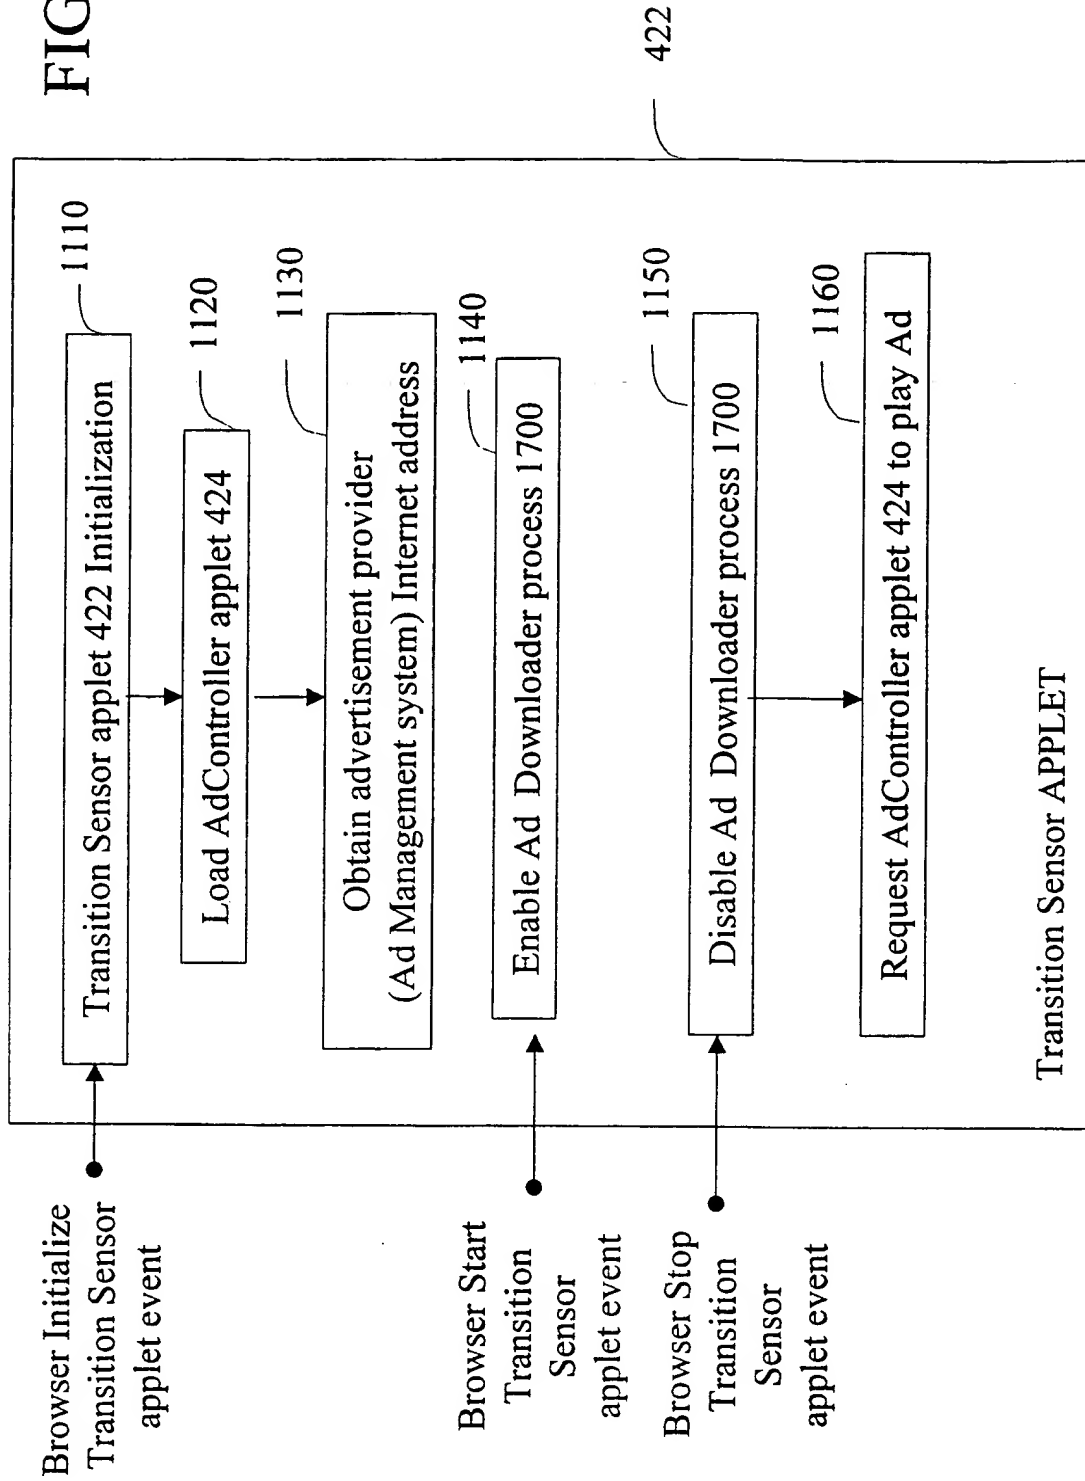 FIG
422
1110
Transition Sensor applet 422 Initialization
1120
Load AdController applet 424
1130
Obtain advertisement provider
(Ad Management system) Internet address
1140
Enable Ad Downloader process 1700
1150
Disable Ad Downloader process 1700
1160
Request AdController applet 424 to play Ad
Transition Sensor APPLET
Browser Initialize
Transition Sensor
applet event
Browser Start
Transition
Sensor
applet event
Browser Stop
Transition
Sensor
applet event